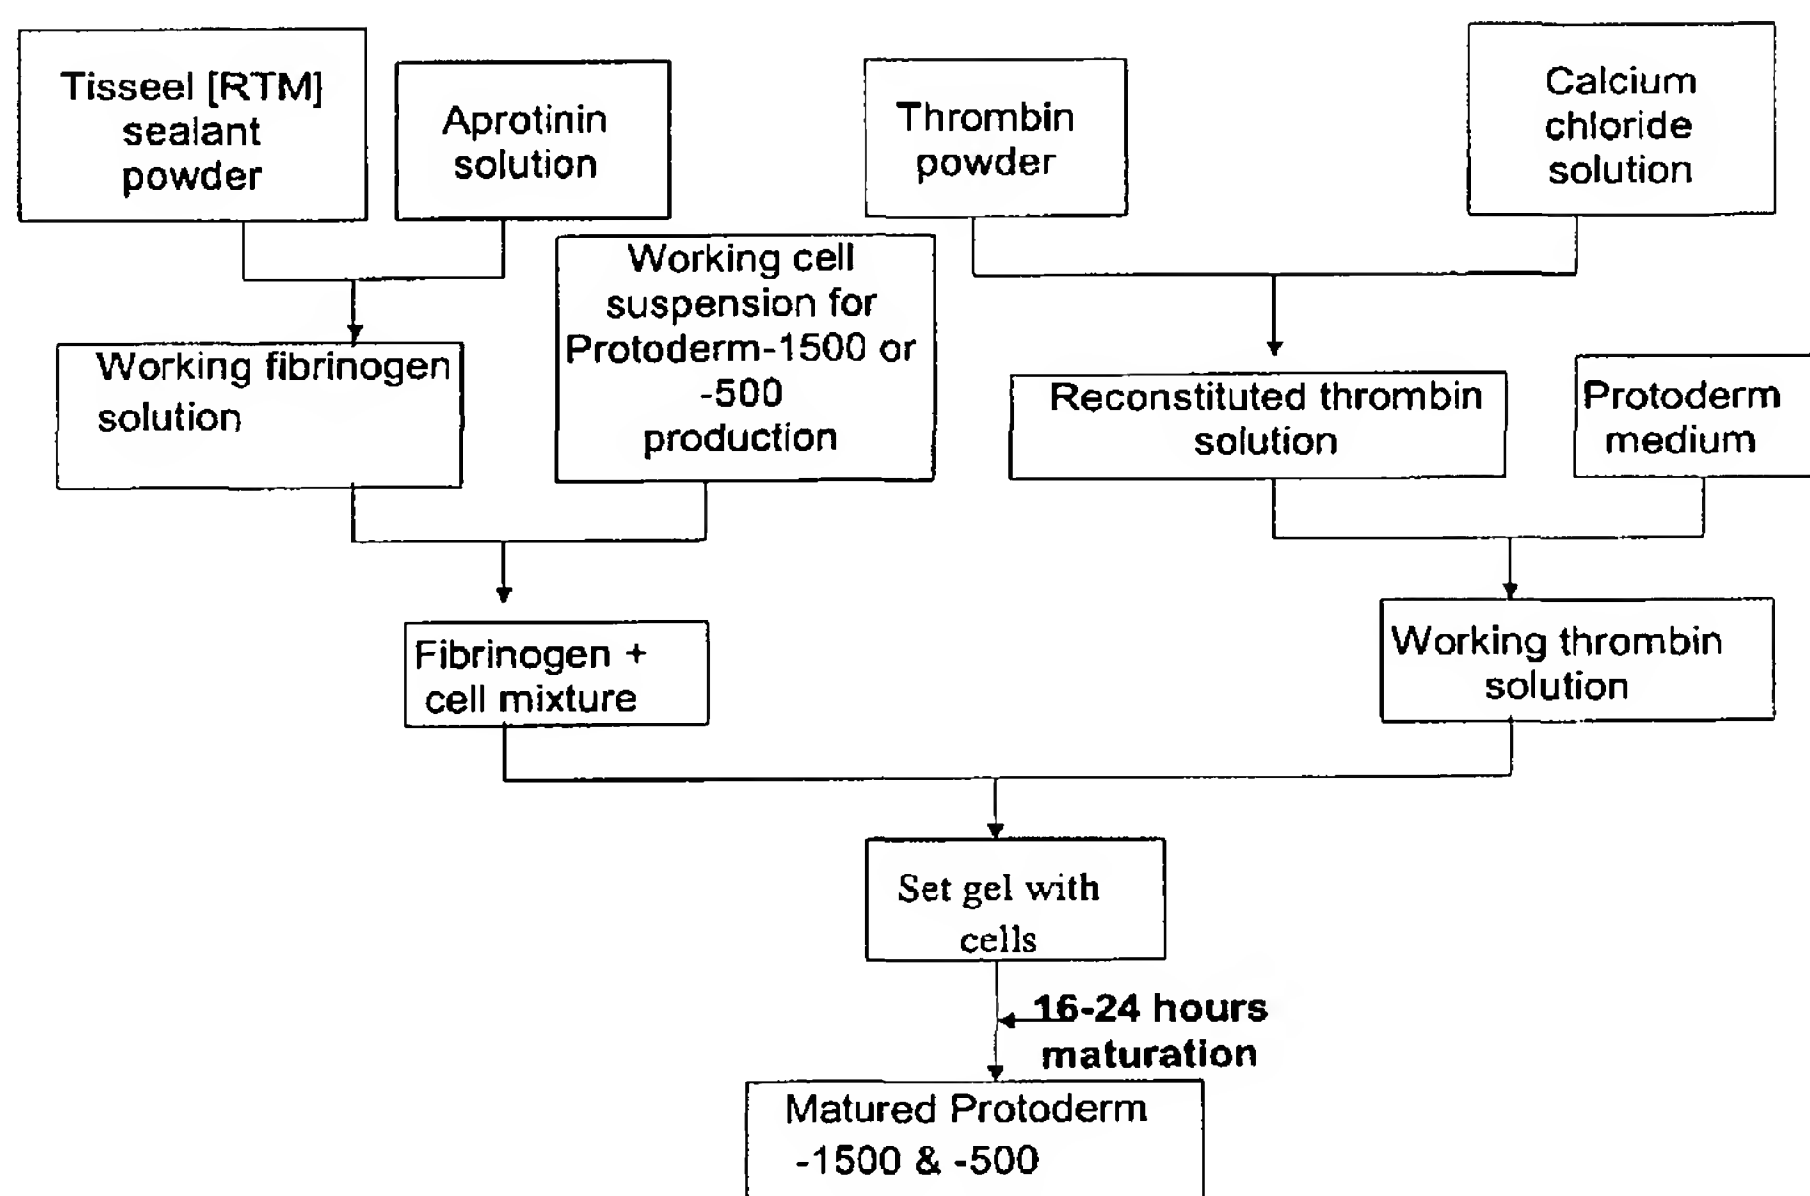 Tisseel [RTM]
sealant
powder
Aprotinin
solution
Thrombin
powder
Calcium
chloride
solution
Working cell
suspension for
Protoderm-1500 or
-500
production
Working fibrinogen
solution
Reconstituted thrombin
solution
Protoderm
medium
Fibrinogen +
cell mixture
Working thrombin
solution
Set gel with
cells
16-24 hours
maturation
Matured Protoderm
-1500 & -500